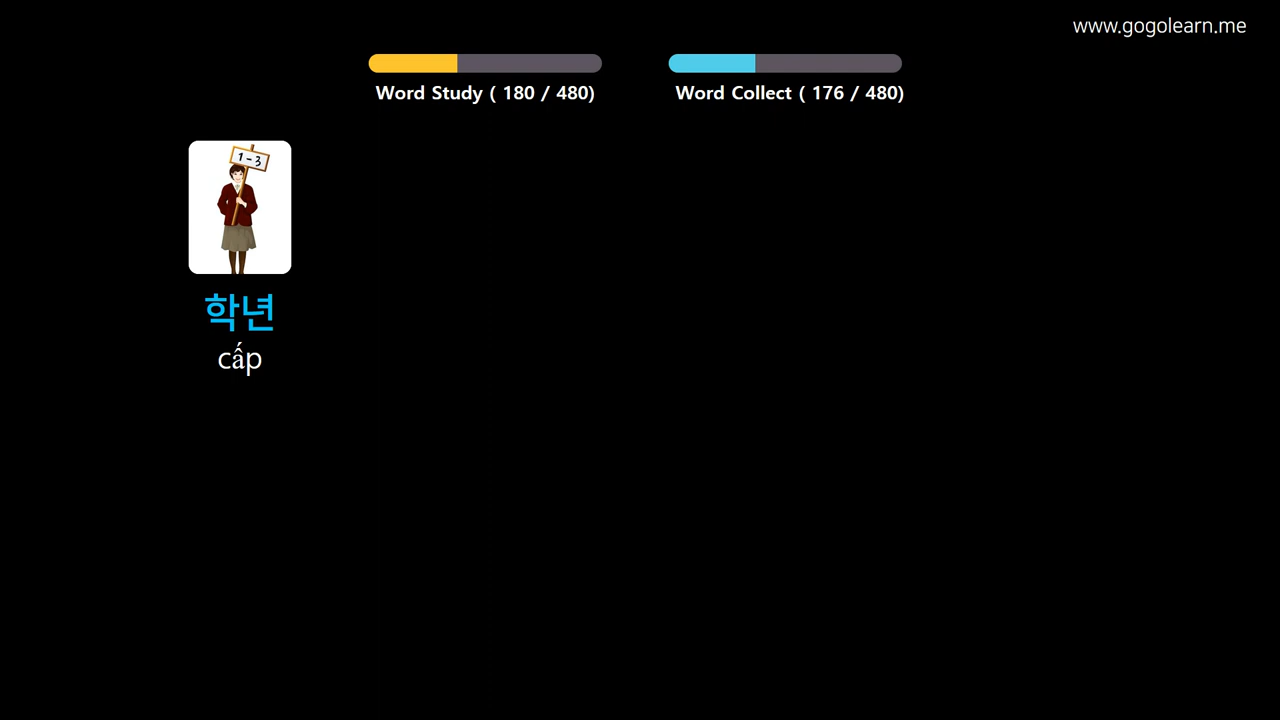 www.gogolearn.me
Word Study ( 180 / 480)
Word Collect ( 176 / 480)
1-3
학년
cấp